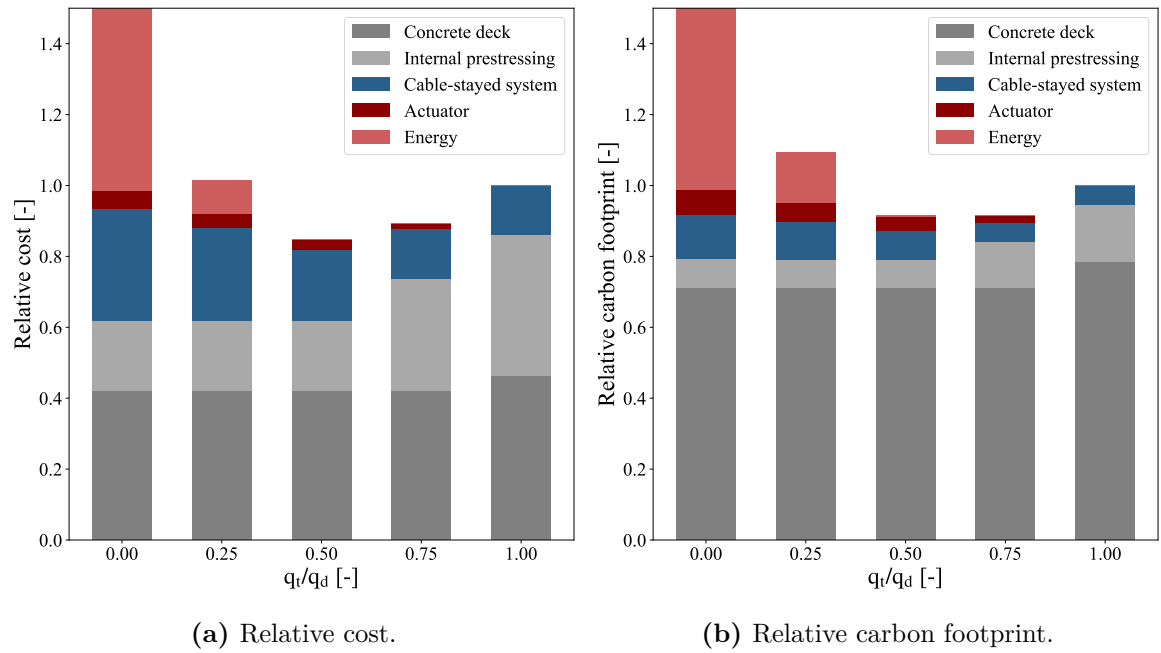 Relative cost [-]
1.4
1.2
1.0
0.8
0.6
0.4
0.2
0.0
Concrete deck
Internal prestressing
Cable-stayed system
Actuator
Energy
0.00 0.25 0.50 0.75 1.00
qt/qd [-]
(a) Relative cost.
Relative carbon footprint [-]
1.4
1.2
1.0
0.8
0.6
0.4
0.2
0.0
Concrete deck
Internal prestressing
Cable-stayed system
Actuator
Energy
0.00 0.25 0.50 0.75 1.00
qt/qd [-]
(b) Relative carbon footprint.